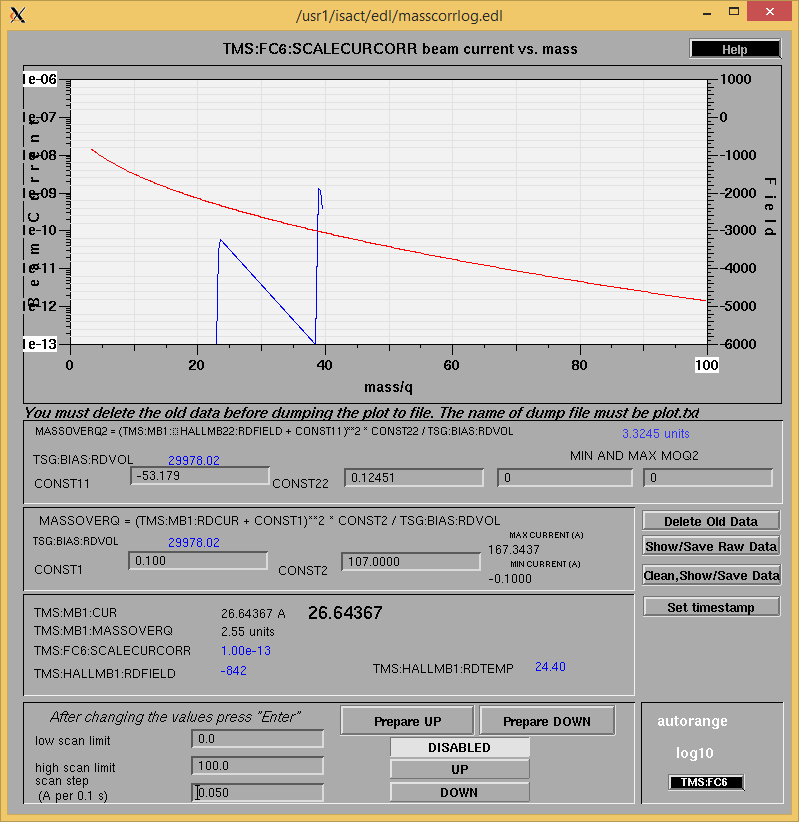 /usr1/isact/edl/masscorrlog.edl
TMS:FC6:SCALECURCORR beam current vs. mass
Help
1e-06
1e-07
1e-08
1e-09
1e-10
1e-11
1e-12
1e-13
Beam Current
1000
0
-1000
-2000
-3000
-4000
-5000
-6000
Field
0 20 40 60 80 100
mass/q
You must delete the old data before dumping the plot to file. The name of dump file must be plot.txt
MASSOVERQ2 = (TMS:MB1: HALLMB22:RDFIELD + CONST11)**2 * CONST22 / TSG:BIAS:RDVOL
3.3245 units
TSG:BIAS:RDVOL 29978.02
MIN AND MAX MOQ2
CONST11 -53.179 CONST22 0.12451 0 0
MASSOVERQ = (TMS:MB1:RDCUR + CONST1)**2 * CONST2 / TSG:BIAS:RDVOL
TSG:BIAS:RDVOL 29978.02
MAX CURRENT (A)
167.3437
MIN CURRENT (A)
-0.1000
CONST1 0.100 CONST2 107.0000
Delete Old Data
Show/Save Raw Data
Clean,Show/Save Data
Set timestamp
TMS:MB1:CUR 26.64367 A 26.64367
TMS:MB1:MASSOVERQ 2.55 units
TMS:FC6:SCALECURCORR 1.00e-13
TMS:HALLMB1:RDFIELD -842
TMS:HALLMB1:RDTEMP 24.40
After changing the values press "Enter"
low scan limit 0.0
high scan limit 100.0
scan step
(A per 0.1 s) 0.050
Prepare UP
Prepare DOWN
DISABLED
UP
DOWN
autorange
log10
TMS:FC6